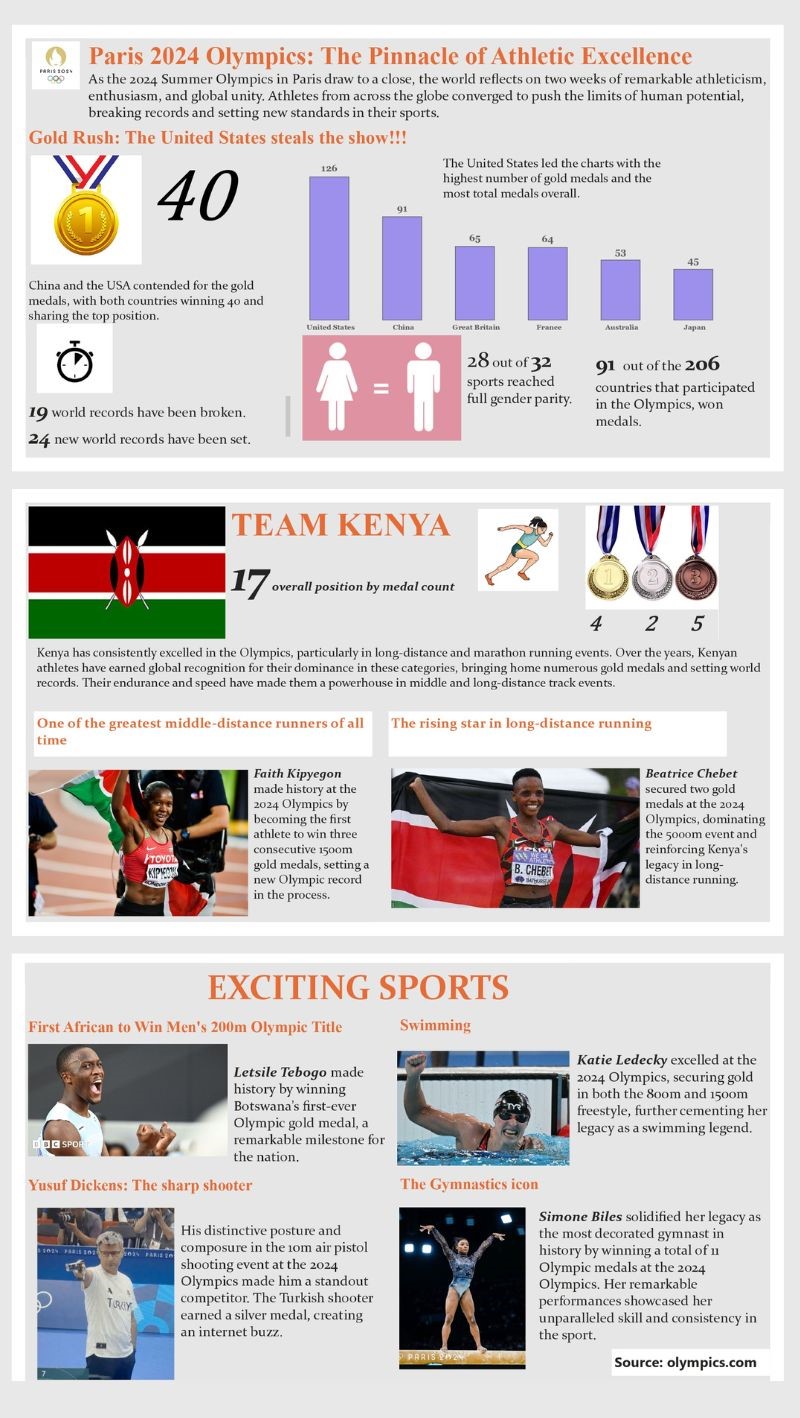 PARIS 2024
Paris 2024 Olympics: The Pinnacle of Athletic Excellence
As the 2024 Summer Olympics in Paris draw to a close, the world reflects on two weeks of remarkable athleticism,
enthusiasm, and global unity. Athletes from across the globe converged to push the limits of human potential,
breaking records and setting new standards in their sports.
Gold Rush: The United States steals the show!!!
1
40
China and the USA contended for the gold
medals, with both countries winning 40 and
sharing the top position.
19 world records have been broken.
24 new world records have been set.
The United States led the charts with the
highest number of gold medals and the
most total medals overall.
126
91
65
64
53
45
United States
China
Great Britain
France
Australia
Japan
=
28 out of 32
sports reached
full gender parity.
91 out of the 206
countries that participated
in the Olympics, won
medals.
TEAM KENYA
17 overall position by medal count
1
2
3
4
2
5
Kenya has consistently excelled in the Olympics, particularly in long-distance and marathon running events. Over the years, Kenyan
athletes have earned global recognition for their dominance in these categories, bringing home numerous gold medals and setting world
records. Their endurance and speed have made them a powerhouse in middle and long-distance track events.
One of the greatest middle-distance runners of all
time
TOYOTA
KIPYEGON
Faith Kipyegon
made history at the
2024 Olympics by
becoming the first
athlete to win three
consecutive 1500m
gold medals, setting a
new Olympic record
in the process.
The rising star in long-distance running
KENYA
B. CHEBET
Beatrice Chebet
secured two gold
medals at the 2024
Olympics, dominating
the 5000m event and
reinforcing Kenya's
legacy in long-
distance running.
EXCITING SPORTS
First African to Win Men's 200m Olympic Title
BBC SPORT
Letsile Tebogo made
history by winning
Botswana's first-ever
Olympic gold medal, a
remarkable milestone for
the nation.
Swimming
TYR
Katie Ledecky excelled at the
2024 Olympics, securing gold
in both the 800m and 1500m
freestyle, further cementing her
legacy as a swimming legend.
Yusuf Dickens: The sharp shooter
TÜRKİYE
7
His distinctive posture and
composure in the 10m air pistol
shooting event at the 2024
Olympics made him a standout
competitor. The Turkish shooter
earned a silver medal, creating
an internet buzz.
The Gymnastics icon
PARIS 2024
Simone Biles solidified her legacy as
the most decorated gymnast in
history by winning a total of 11
Olympic medals at the 2024
Olympics. Her remarkable
performances showcased her
unparalleled skill and consistency in
the sport.
Source: olympics.com